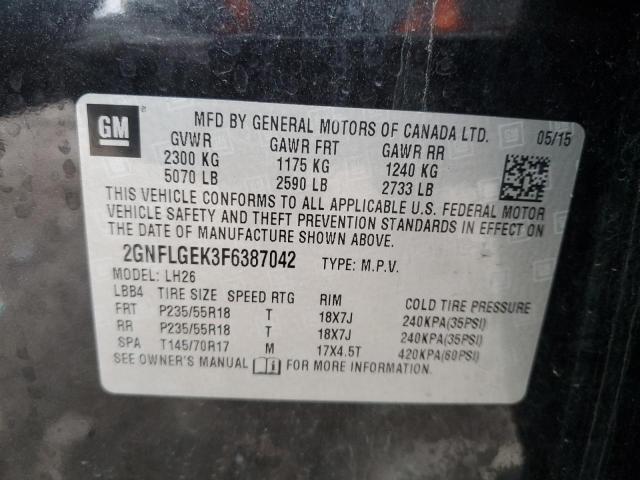 GM
MFD BY GENERAL MOTORS OF CANADA LTD. 05/15
GVWR GAWR FRT GAWR RR
2300 KG 1175 KG 1240 KG
5070 LB 2590 LB 2733 LB
THIS VEHICLE CONFORMS TO ALL APPLICABLE U.S. FEDERAL MOTOR
VEHICLE SAFETY AND THEFT PREVENTION STANDARDS IN EFFECT ON
THE DATE OF MANUFACTURE SHOWN ABOVE.
2GNFLGEK3F6387042 TYPE: M.P.V.
MODEL: LH26
LBB4 TIRE SIZE SPEED RTG RIM COLD TIRE PRESSURE
FRT P235/55R18 T 18X7J 240KPA(35PSI)
RR P235/55R18 T 18X7J 240KPA(35PSI)
SPA T145/70R17 M 17X4.5T 420KPA(60PSI)
SEE OWNER'S MANUAL FOR MORE INFORMATION.